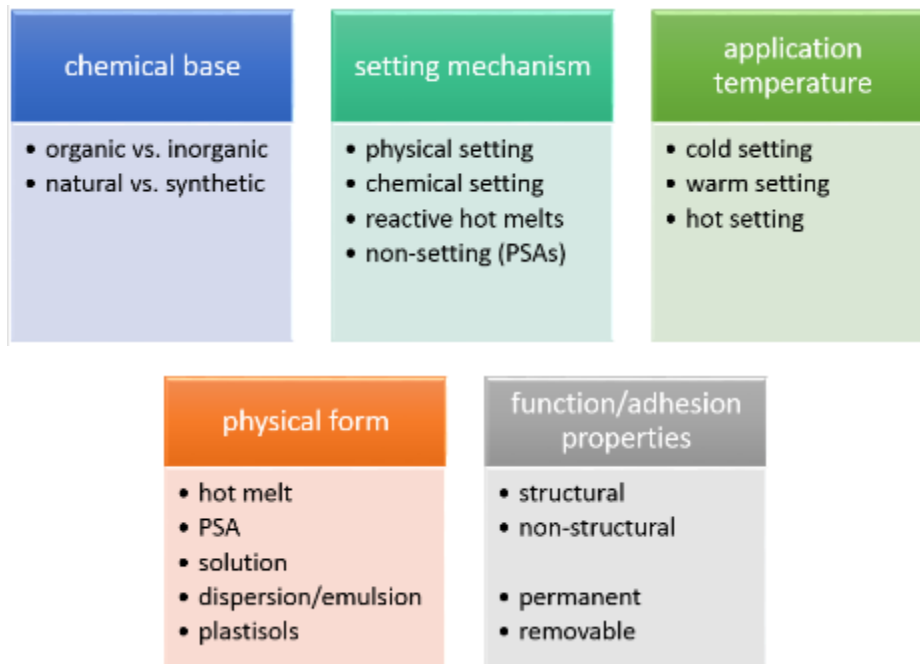 chemical base
• organic vs. inorganic
• natural vs. synthetic
setting mechanism
• physical setting
• chemical setting
• reactive hot melts
• non-setting (PSAs)
application
temperature
• cold setting
• warm setting
• hot setting
physical form
• hot melt
• PSA
• solution
• dispersion/emulsion
• plastisols
function/adhesion
properties
• structural
• non-structural
• permanent
• removable